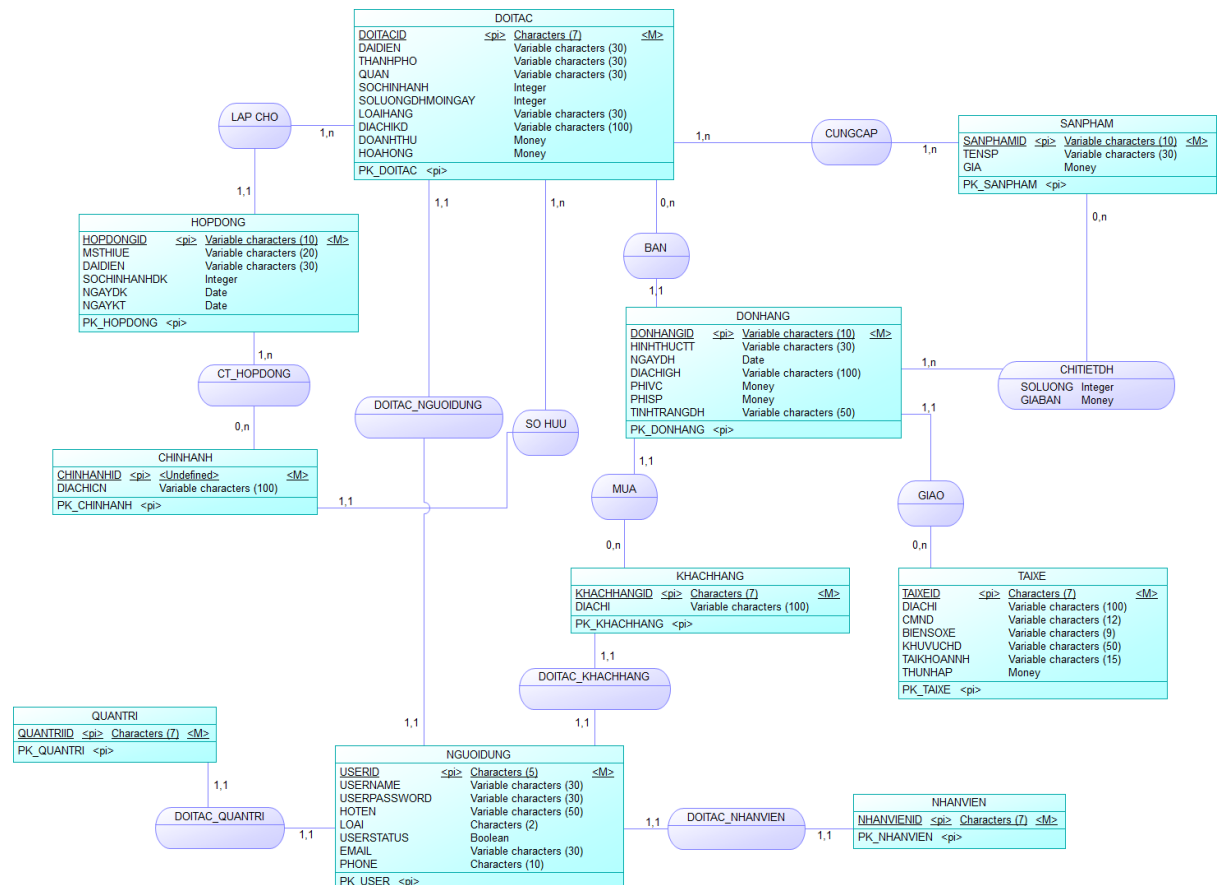 DOITAC
DOITACID <pi> Characters (7) <M>
DAIDIEN Variable characters (30)
THANHPHO Variable characters (30)
QUAN Variable characters (30)
SOCHINHANH Integer
SOLUONGDHMOINGAY Integer
LOAIHANG Variable characters (30)
DIACHIKD Variable characters (100)
DOANHTHU Money
HOAHONG Money
PK_DOITAC <pi>
LAP CHO
1,n
1,1
1,n
CUNGCAP
1,n
SANPHAM
SANPHAMID <pi> Variable characters (10) <M>
TENSP Variable characters (30)
GIA Money
PK_SANPHAM <pi>
1,1
1,n
0,n
0,n
HOPDONG
HOPDONGID <pi> Variable characters (10) <M>
MSTHIUE Variable characters (20)
DAIDIEN Variable characters (30)
SOCHINHANHDK Integer
NGAYDK Date
NGAYKT Date
PK_HOPDONG <pi>
BAN
1,1
DONHANG
DONHANGID <pi> Variable characters (10) <M>
HINHTHUCTT Variable characters (30)
NGAYDH Date
DIACHIGH Variable characters (100)
PHIVC Money
PHISP Money
TINHTRANGDH Variable characters (50)
PK_DONHANG <pi>
1,n
CHITIETDH
SOLUONG Integer
GIABAN Money
1,n
CT_HOPDONG
0,n
DOITAC_NGUOIDUNG
SO HUU
1,1
CHINHANH
CHINHANHID <pi> <Undefined> <M>
DIACHICN Variable characters (100)
PK_CHINHANH <pi>
1,1
1,1
MUA
0,n
GIAO
0,n
KHACHHANG
KHACHHANGID <pi> Characters (7) <M>
DIACHI Variable characters (100)
PK_KHACHHANG <pi>
TAIXE
TAIXEID <pi> Characters (7) <M>
DIACHI Variable characters (100)
CMND Variable characters (12)
BIENSOXE Variable characters (9)
KHUVUCHD Variable characters (50)
TAIKHOANNH Variable characters (15)
THUNHAP Money
PK_TAIXE <pi>
1,1
DOITAC_KHACHHANG
1,1
1,1
QUANTRI
QUANTRIID <pi> Characters (7) <M>
PK_QUANTRI <pi>
1,1
DOITAC_QUANTRI
1,1
NGUOIDUNG
USERID <pi> Characters (5) <M>
USERNAME Variable characters (30)
USERPASSWORD Variable characters (30)
HOTEN Variable characters (50)
LOAI Characters (2)
USERSTATUS Boolean
EMAIL Variable characters (30)
PHONE Characters (10)
PK_USER <pi>
1,1
DOITAC_NHANVIEN
1,1
NHANVIEN
NHANVIENID <pi> Characters (7) <M>
PK_NHANVIEN <pi>